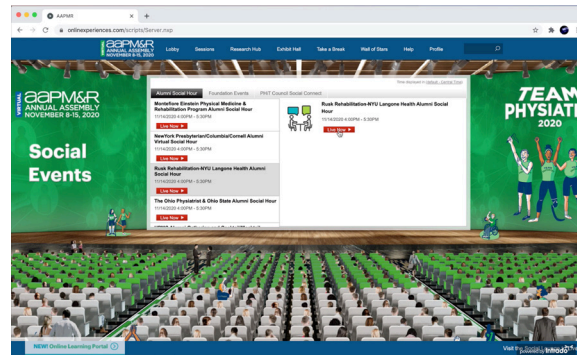 AAPMR
onlinexperiences.com/scripts/Server.nxp
aaPM&R
ANNUAL ASSEMBLY
NOVEMBER 8-15, 2020
Lobby
Sessions
Research Hub
Exhibit Hall
Take a Break
Wall of Stars
Help
Profile
VIRTUAL
aaPM&R
ANNUAL ASSEMBLY
NOVEMBER 8-15, 2020
Social
Events
Alumni Social Hour
Foundation Events
PHiT Council Social Connect
Montefiore Einstein Physical Medicine &
Rehabilitation Program Alumni Social Hour
11/14/2020 4:00PM - 5:30PM
Live Now
NewYork Presbyterian/Columbia/Cornell Alumni
Virtual Social Hour
11/14/2020 4:00PM - 5:30PM
Live Now
Rusk Rehabilitation-NYU Langone Health Alumni
Social Hour
11/14/2020 4:00PM - 5:30PM
Live Now
The Ohio Physiatrist & Ohio State Alumni Social Hour
11/14/2020 4:00PM - 5:30PM
Live Now
Rusk Rehabilitation-NYU Langone Health Alumni Social
Hour
11/14/2020 4:00PM - 5:30PM
Live Now
TEAM
PHYSIAT
2020
NEW! Online Learning Portal
Visit the Social
powered by Intrado